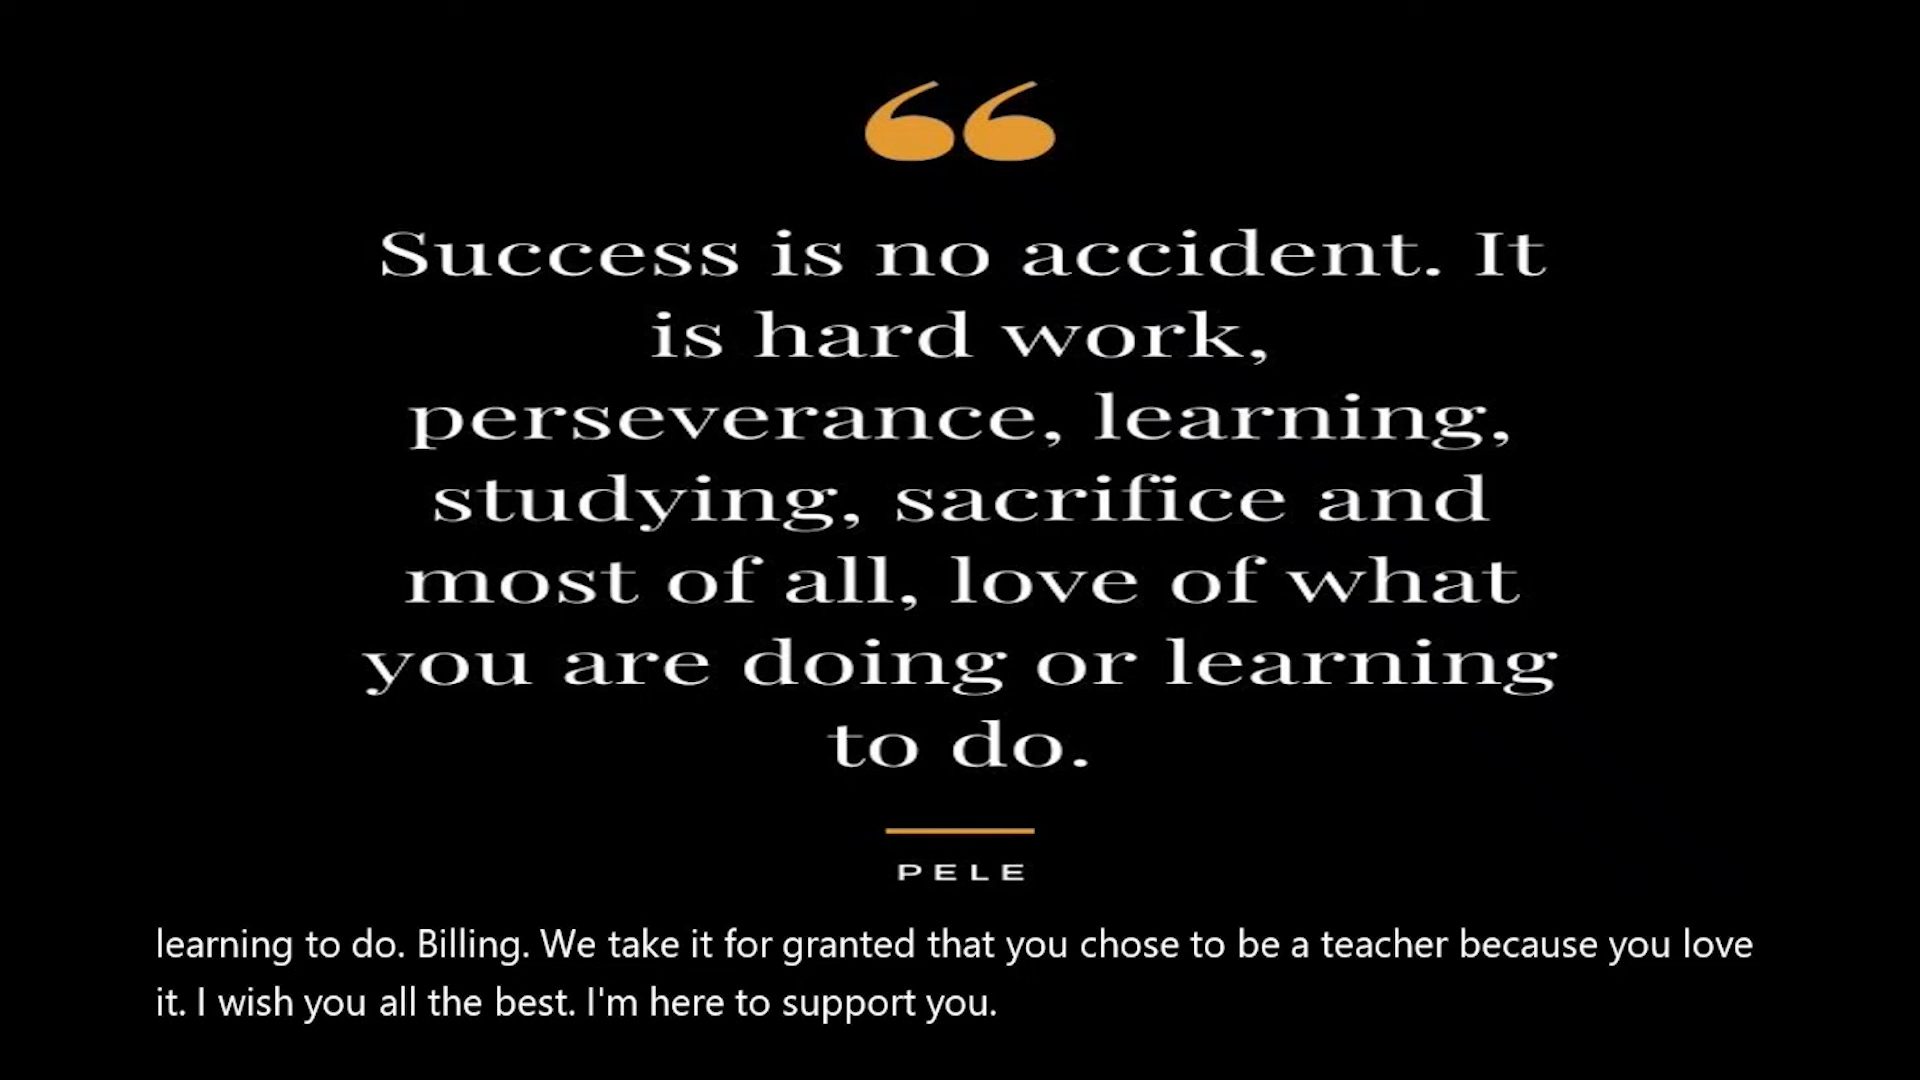 “
Success is no accident. It
is hard work,
perseverance, learning,
studying, sacrifice and
most of all, love of what
you are doing or learning
to do.
PELE
learning to do. Billing. We take it for granted that you chose to be a teacher because you love
it. I wish you all the best. I'm here to support you.